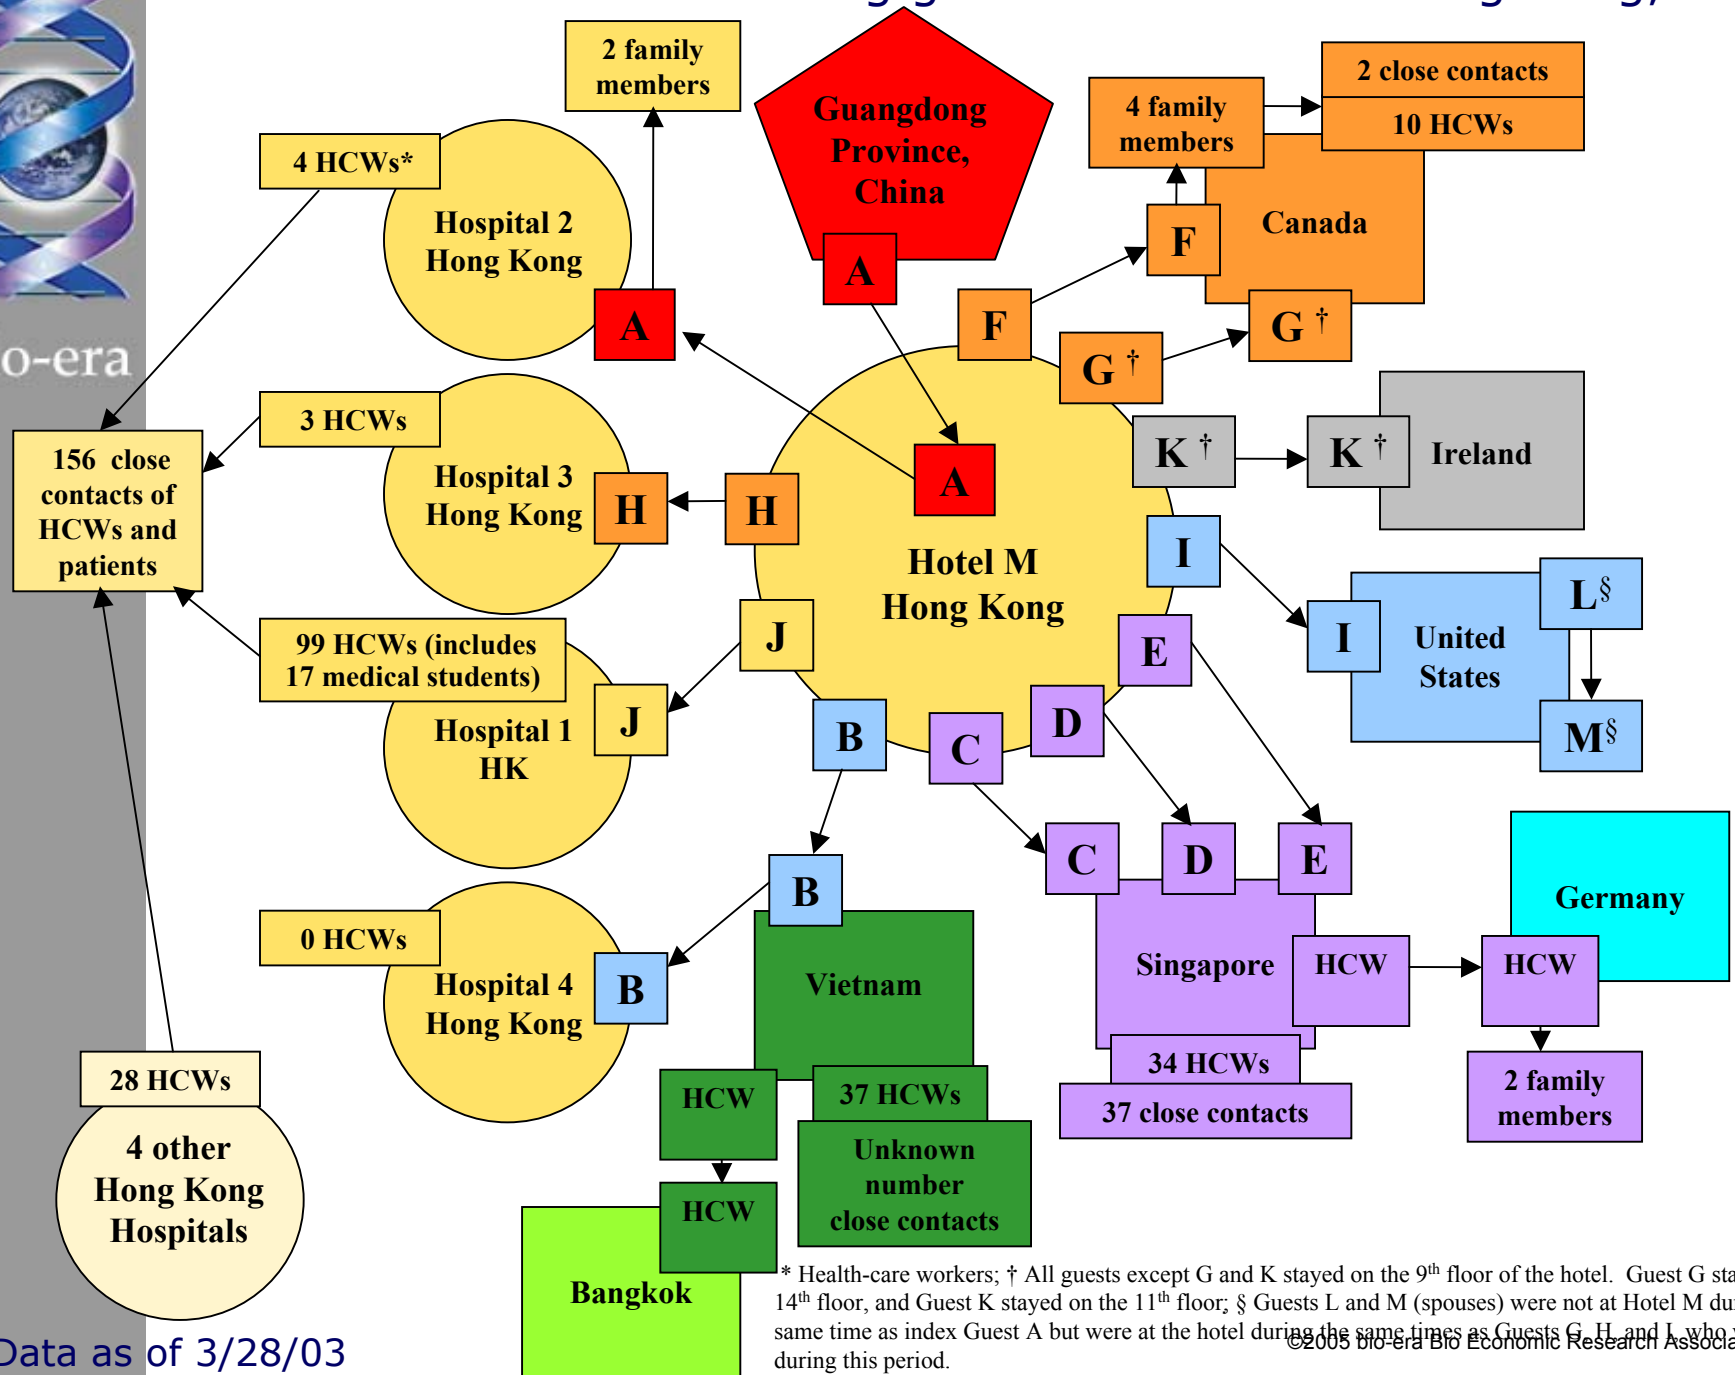 2 family
members
Guangdong
Province,
China
A
4 family
members
2 close contacts
10 HCWs
4 HCWs*
Hospital 2
Hong Kong
A
F
Canada
F
G †
G †
o-era
3 HCWs
156 close
contacts of
HCWs and
patients
Hospital 3
Hong Kong
H
H
A
K †
K †
Ireland
Hotel M
Hong Kong
I
I
United
States
L§
M§
99 HCWs (includes
17 medical students)
Hospital 1
HK
J
J
B
C
D
E
B
C
D
E
Germany
0 HCWs
Hospital 4
Hong Kong
B
Vietnam
Singapore
HCW
HCW
34 HCWs
37 close contacts
2 family
members
28 HCWs
4 other
Hong Kong
Hospitals
HCW
37 HCWs
Unknown
number
close contacts
HCW
Bangkok
* Health-care workers; † All guests except G and K stayed on the 9th floor of the hotel. Guest G
14th floor, and Guest K stayed on the 11th floor; § Guests L and M (spouses) were not at Hotel M
same time as index Guest A but were at the hotel during the same times as Guests G, H, and I, who
during this period.
©2005 bio-era Bio Economic Research
Data as of 3/28/03